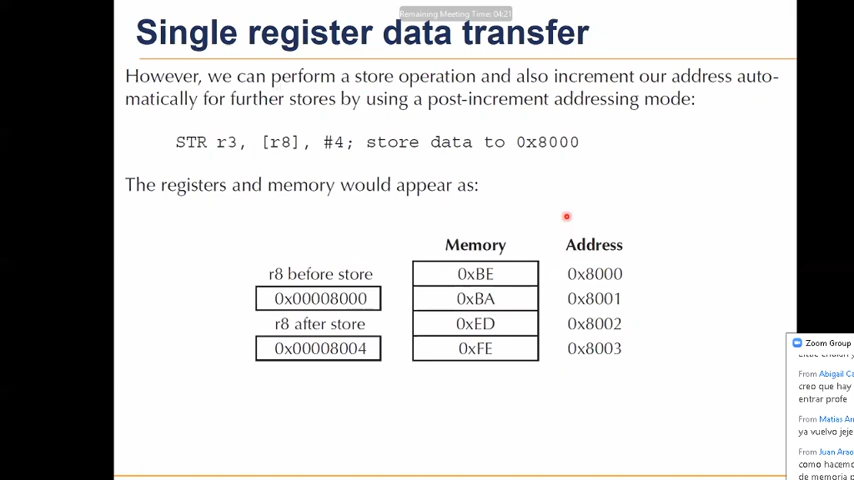 Remaining Meeting Time: 04:21
Single register data transfer
However, we can perform a store operation and also increment our address auto-
matically for further stores by using a post-increment addressing mode:
STR r3, [r8], #4; store data to 0x8000
The registers and memory would appear as:
Memory Address
r8 before store 0xBE 0x8000
0x00008000 0xBA 0x8001
r8 after store 0xED 0x8002
0x00008004 0xFE 0x8003
Zoom Group
From Abigail Ca
creo que hay
entrar profe
From Matias An
ya vuelvo jeje
From Juan Arao
como hacemo
de memoria p